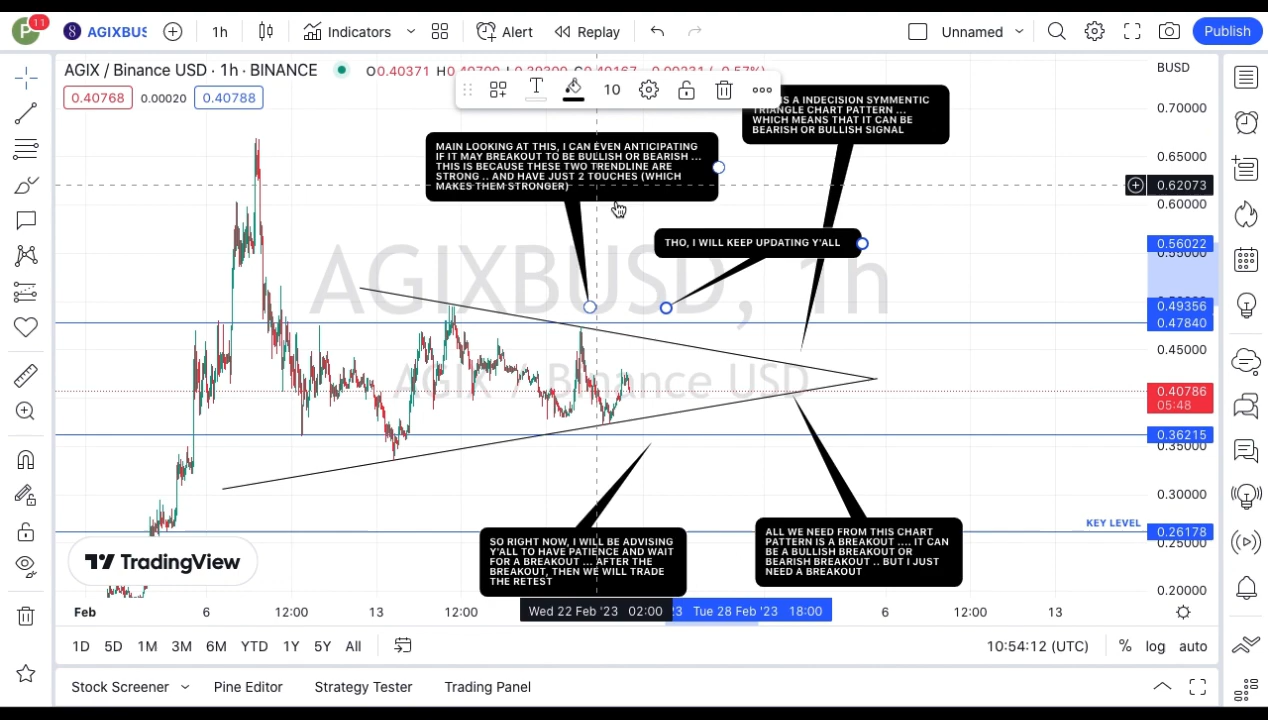 11
8
AGIXBUS
1h
Indicators
Alert
Replay
Unnamed
Publish
AGIX / Binance USD · 1h · BINANCE
BUSD
0.40768
0.00020
0.40788
10
IS A INDECISION SYMMENTIC
TRIANGLE CHART PATTERN ...
WHICH MEANS THAT IT CAN BE
BEARISH OR BULLISH SIGNAL
MAIN LOOKING AT THIS, I CAN EVEN ANTICIPATING
IF IT MAY BREAKOUT TO BE BULLISH OR BEARISH ...
THIS IS BECAUSE THESE TWO TRENDLINE ARE
STRONG .. AND HAVE JUST 2 TOUCHES (WHICH
MAKES THEM STRONGER)
THO, I WILL KEEP UPDATING Y'ALL
AGIXBUSD, 1h
AGIX / Binance USD
0.70000
0.65000
0.62073
0.60000
0.56022
0.49356
0.47840
0.45000
0.40786
05:48
0.36215
0.35000
0.30000
KEY LEVEL
0.26178
0.25000
0.20000
SO RIGHT NOW, I WILL BE ADVISING
Y'ALL TO HAVE PATIENCE AND WAIT
FOR A BREAKOUT ... AFTER THE
BREAKOUT, THEN WE WILL TRADE
THE RETEST
ALL WE NEED FROM THIS CHART
PATTERN IS A BREAKOUT .... IT CAN
BE A BULLISH BREAKOUT OR
BEARISH BREAKOUT .. BUT I JUST
NEED A BREAKOUT
TradingView
Feb 6 12:00 13 12:00 Wed 22 Feb '23 02:00 Tue 28 Feb '23 18:00 6 12:00 13
1D 5D 1M 3M 6M YTD 1Y 5Y All
10:54:12 (UTC) % log auto
Stock Screener Pine Editor Strategy Tester Trading Panel